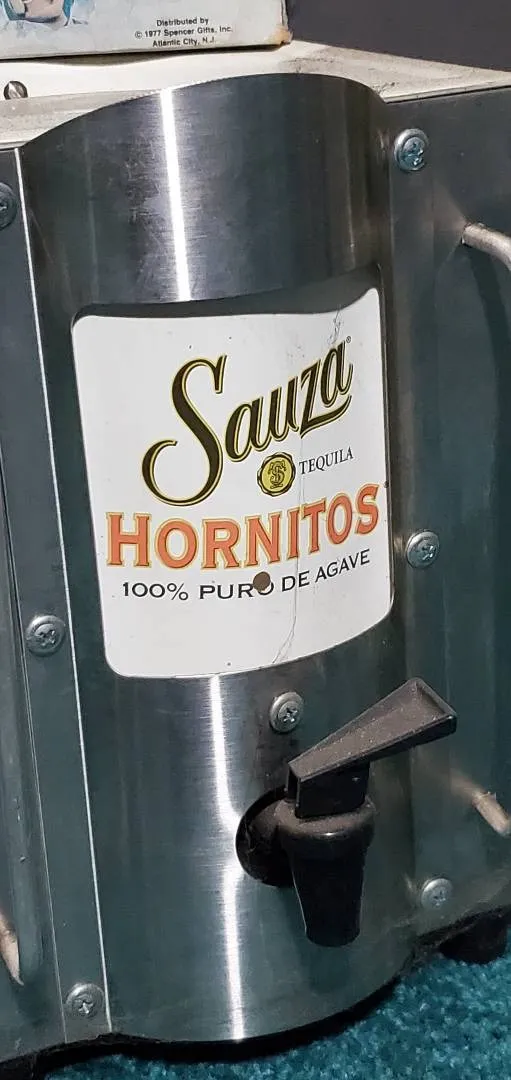 Distributed by
© 1977 Spencer Gifts, Inc.
Atlantic City, N.J.
Sauza®
TEQUILA
HORNITOS
100% PURO DE AGAVE